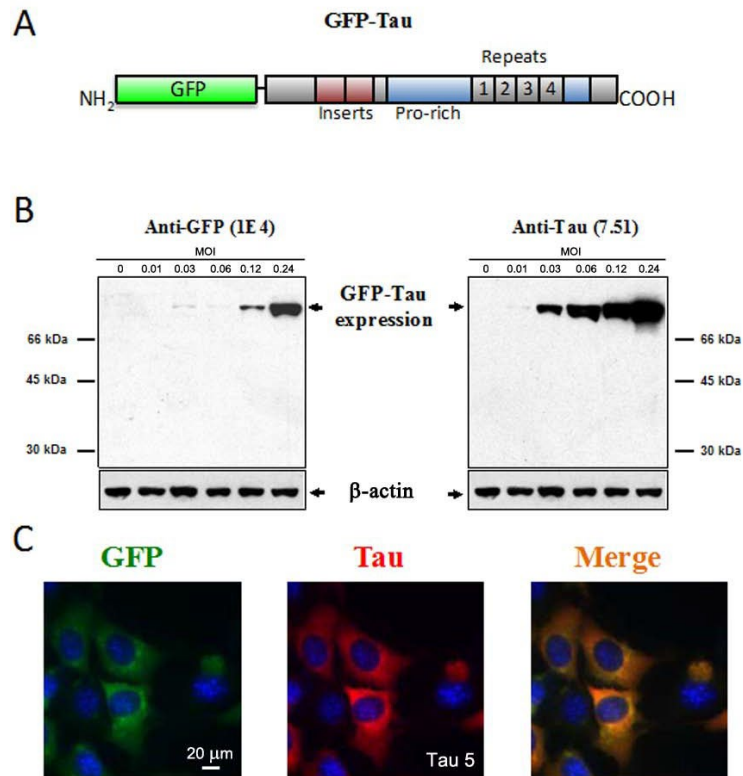 A
GFP-Tau
Repeats
NH2 GFP 1 2 3 4 COOH
Inserts Pro-rich
B
Anti-GFP (1E4) Anti-Tau (7.51)
MOI MOI
0 0.01 0.03 0.06 0.12 0.24 0 0.01 0.03 0.06 0.12 0.24
GFP-Tau
expression
66 kDa 66 kDa
45 kDa 45 kDa
30 kDa 30 kDa
β-actin
C
GFP Tau Merge
20 µm Tau 5